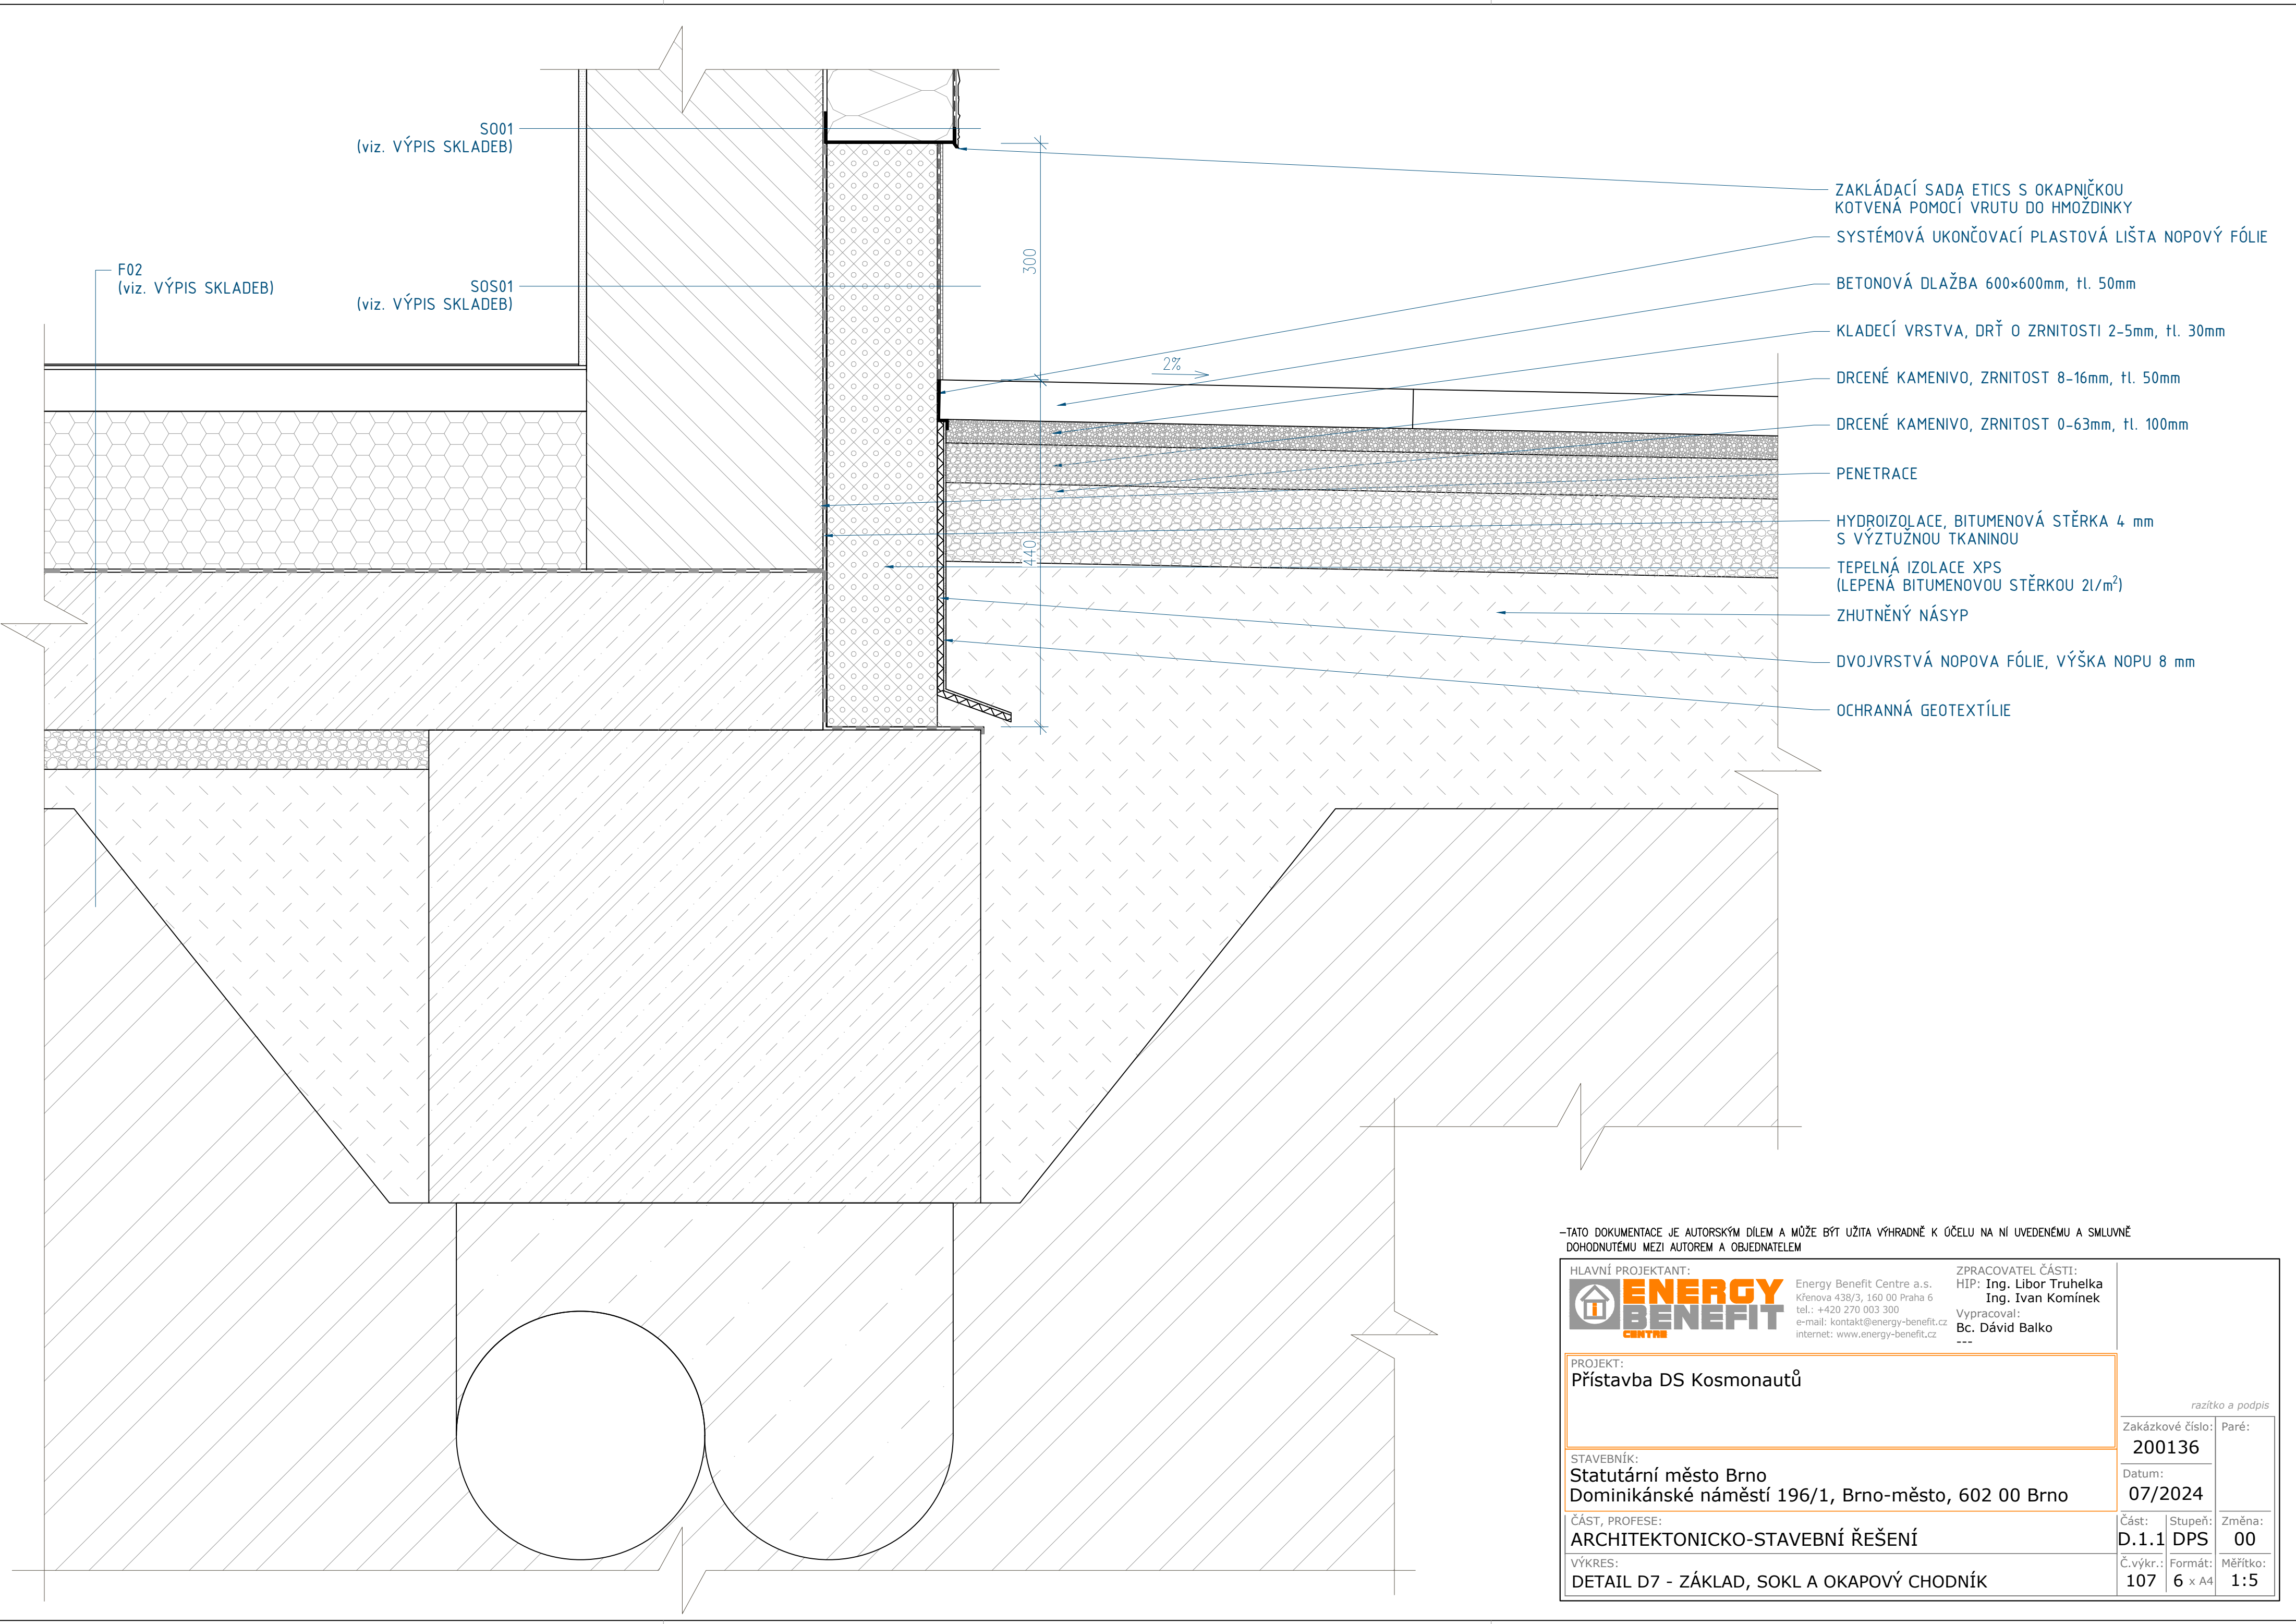 SO01
(viz. VÝPIS SKLADEB)
F02
(viz. VÝPIS SKLADEB)
SOS01
(viz. VÝPIS SKLADEB)
300
2%
440
ZAKLÁDACÍ SADA ETICS S OKAPNIČKOU
KOTVENÁ POMOCÍ VRUTU DO HMOŽDINKY
SYSTÉMOVÁ UKONČOVACÍ PLASTOVÁ LIŠTA NOPOVÝ FÓLIE
BETONOVÁ DLAŽBA 600×600mm, tl. 50mm
KLADECÍ VRSTVA, DRŤ O ZRNITOSTI 2-5mm, tl. 30mm
DRCENÉ KAMENIVO, ZRNITOST 8-16mm, tl. 50mm
DRCENÉ KAMENIVO, ZRNITOST 0-63mm, tl. 100mm
PENETRACE
HYDROIZOLACE, BITUMENOVÁ STĚRKA 4 mm
S VÝZTUŽNOU TKANINOU
TEPELNÁ IZOLACE XPS
(LEPENÁ BITUMENOVOU STĚRKOU 2l/m²)
ZHUTNĚNÝ NÁSYP
DVOJVRSTVÁ NOPOVA FÓLIE, VÝŠKA NOPU 8 mm
OCHRANNÁ GEOTEXTÍLIE
-TATO DOKUMENTACE JE AUTORSKÝM DÍLEM A MŮŽE BÝT UŽITA VÝHRADNĚ K ÚČELU NA NÍ UVEDENÉMU A SMLUVNĚ
DOHODNUTÉMU MEZI AUTOREM A OBJEDNATELEM
HLAVNÍ PROJEKTANT:
ENERGY
BENEFIT
CENTRE
Energy Benefit Centre a.s.
Křenova 438/3, 160 00 Praha 6
tel.: +420 270 003 300
e-mail: kontakt@energy-benefit.cz
internet: www.energy-benefit.cz
ZPRACOVATEL ČÁSTI:
HIP: Ing. Libor Truhelka
Ing. Ivan Komínek
Vypracoval:
Bc. Dávid Balko
---
PROJEKT:
Přístavba DS Kosmonautů
razítko a podpis
STAVEBNÍK:
Statutární město Brno
Dominikánské náměstí 196/1, Brno-město, 602 00 Brno
Zakázkové číslo:
200136
Paré:
Datum:
07/2024
ČÁST, PROFESE:
ARCHITEKTONICKO-STAVEBNÍ ŘEŠENÍ
Část:
D.1.1
Stupeň:
DPS
Změna:
00
VÝKRES:
DETAIL D7 - ZÁKLAD, SOKL A OKAPOVÝ CHODNÍK
Č.výkr.:
107
Formát:
6 x A4
Měřítko:
1:5